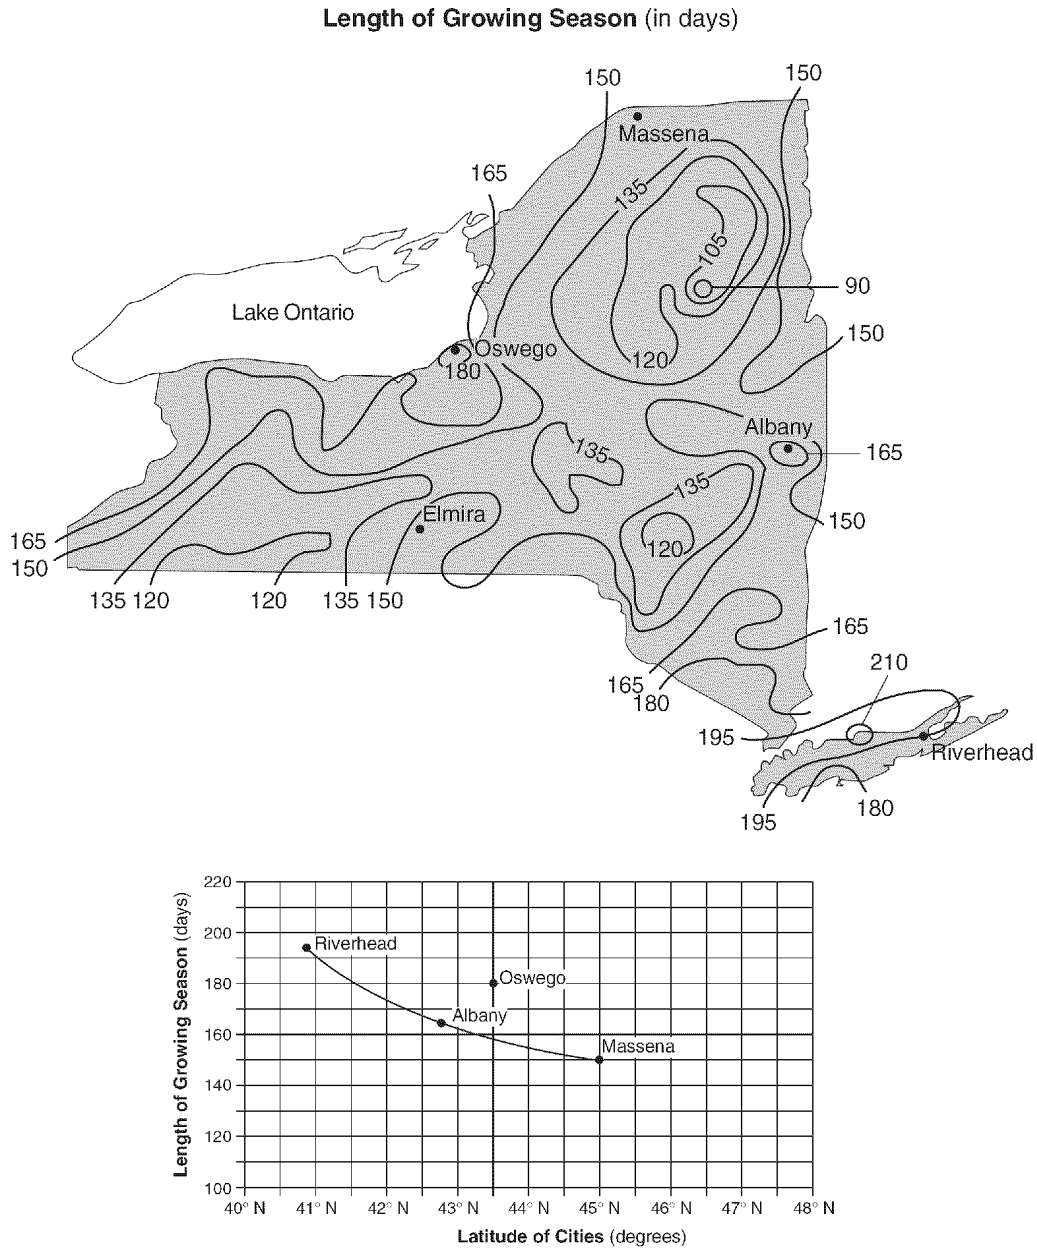 Length of Growing Season (in days)
150
150
Massena
165
135
105
90
Lake Ontario
150
Oswego
180
120
Albany
135
165
135
Elmira
150
165
120
150
135 120
120
135 150
165
165
210
180
195
Riverhead
180
195
220
200
180
160
140
120
100
Length of Growing Season (days)
Riverhead
Oswego
Albany
Massena
40° N 41° N 42° N 43° N 44° N 45° N 46° N 47° N 48° N
Latitude of Cities (degrees)